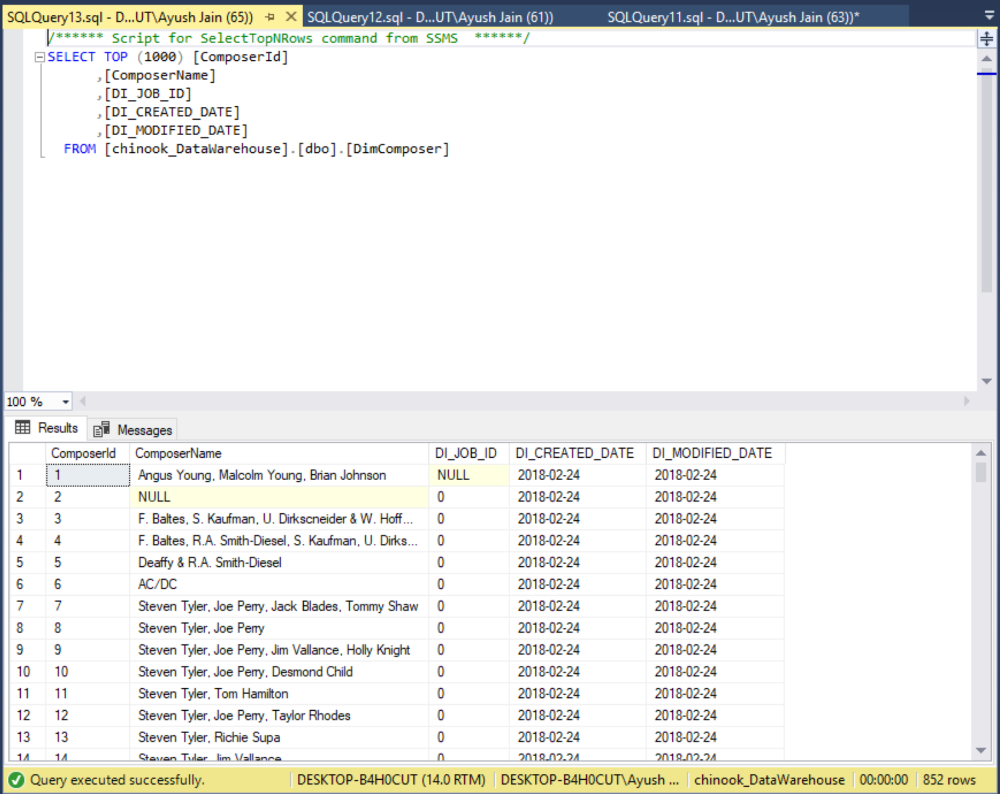 SQLQuery13.sql - D...UT\Ayush Jain (65)) SQLQuery12.sql - D...UT\Ayush Jain (61)) SQLQuery11.sql - D...UT\Ayush Jain (63))*
/****** Script for SelectTopNRows command from SSMS  ******/
SELECT TOP (1000) [ComposerId]
,[ComposerName]
,[DI_JOB_ID]
,[DI_CREATED_DATE]
,[DI_MODIFIED_DATE]
FROM [chinook_DataWarehouse].[dbo].[DimComposer]
100 %
Results Messages
ComposerId ComposerName DI_JOB_ID DI_CREATED_DATE DI_MODIFIED_DATE
1 1 Angus Young, Malcolm Young, Brian Johnson NULL 2018-02-24 2018-02-24
2 2 NULL 0 2018-02-24 2018-02-24
3 3 F. Baltes, S. Kaufman, U. Dirkscneider & W. Hoff... 0 2018-02-24 2018-02-24
4 4 F. Baltes, R.A. Smith-Diesel, S. Kaufman, U. Dirks... 0 2018-02-24 2018-02-24
5 5 Deaffy & R.A. Smith-Diesel 0 2018-02-24 2018-02-24
6 6 AC/DC 0 2018-02-24 2018-02-24
7 7 Steven Tyler, Joe Perry, Jack Blades, Tommy Shaw 0 2018-02-24 2018-02-24
8 8 Steven Tyler, Joe Perry 0 2018-02-24 2018-02-24
9 9 Steven Tyler, Joe Perry, Jim Vallance, Holly Knight 0 2018-02-24 2018-02-24
10 10 Steven Tyler, Joe Perry, Desmond Child 0 2018-02-24 2018-02-24
11 11 Steven Tyler, Tom Hamilton 0 2018-02-24 2018-02-24
12 12 Steven Tyler, Joe Perry, Taylor Rhodes 0 2018-02-24 2018-02-24
13 13 Steven Tyler, Richie Supa 0 2018-02-24 2018-02-24
14 14 Steven Tyler, Jim Vallance 0 2018-02-24 2018-02-24
Query executed successfully. DESKTOP-B4H0CUT (14.0 RTM) DESKTOP-B4H0CUT\Ayush ... chinook_DataWarehouse 00:00:00 852 rows